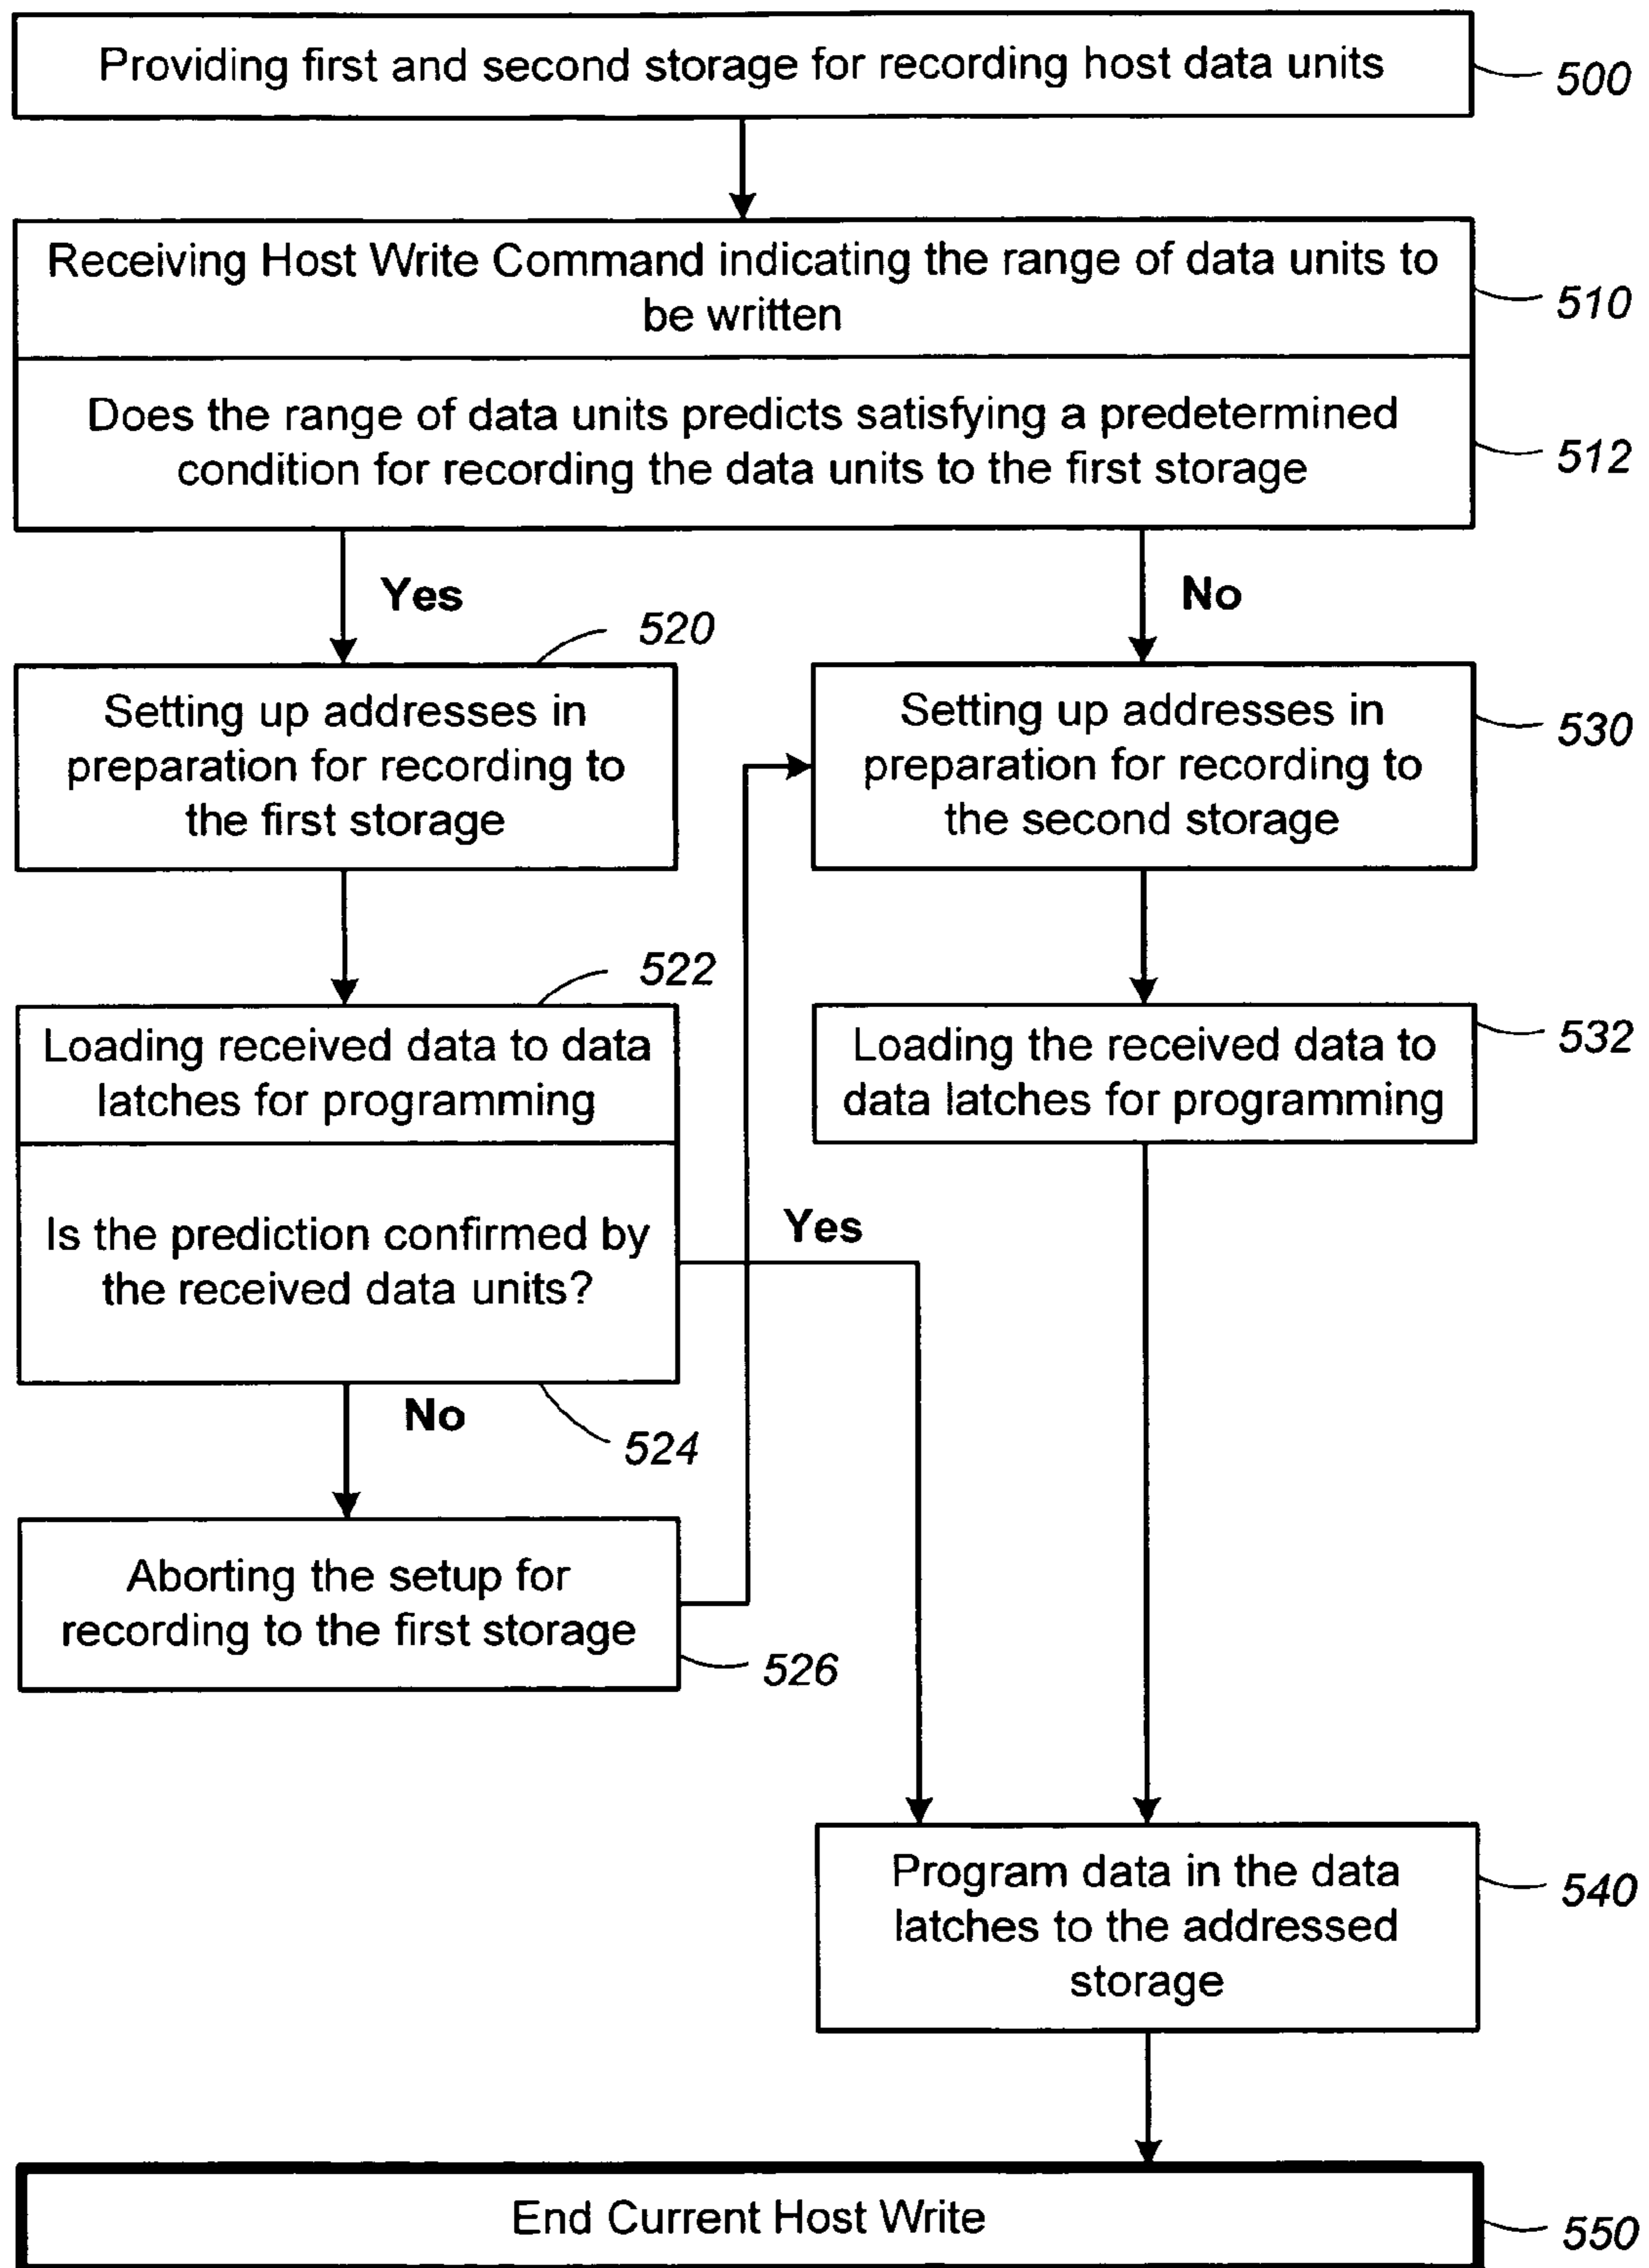 Providing first and second storage for recording host data units
500
Receiving Host Write Command indicating the range of data units to
be written
510
Does the range of data units predicts satisfying a predetermined
condition for recording the data units to the first storage
512
Yes
No
520
Setting up addresses in
preparation for recording to
the first storage
Setting up addresses in
preparation for recording to
the second storage
530
522
Loading received data to data
latches for programming
Loading the received data to
data latches for programming
532
Is the prediction confirmed by
the received data units?
Yes
No
524
Aborting the setup for
recording to the first storage
526
Program data in the data
latches to the addressed
storage
540
End Current Host Write
550